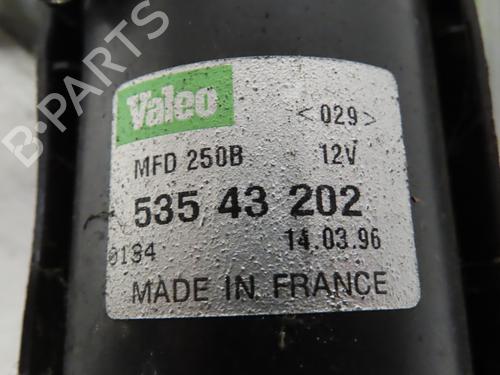 Valeo <029>
MFD 250B 12V
535 43 202
0134 14.03.96
MADE IN FRANCE
B-PARTS